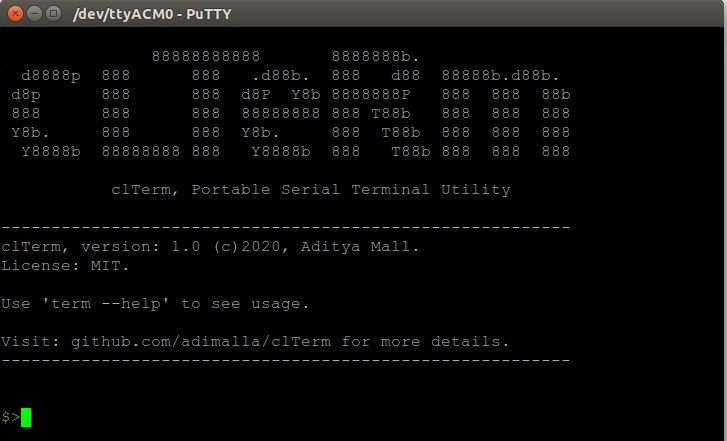 /dev/ttyACM0 - PuTTY
              88888888888       8888888b.
  d8888p  888      888   .d88b.  888   d88  88888b.d88b.
 d8p      888      888  d8P  Y8b 8888888P   888  888  88b
 888      888      888  88888888 888 T88b   888  888  888
 Y8b.     888      888  Y8b.     888  T88b  888  888  888
  Y8888b  88888888 888   Y8888b  888   T88b 888  888  888
clTerm, Portable Serial Terminal Utility
---------------------------------------------------------
clTerm, version: 1.0 (c)2020, Aditya Mall.
License: MIT.
Use 'term --help' to see usage.
Visit: github.com/adimalla/clTerm for more details.
---------------------------------------------------------
$>